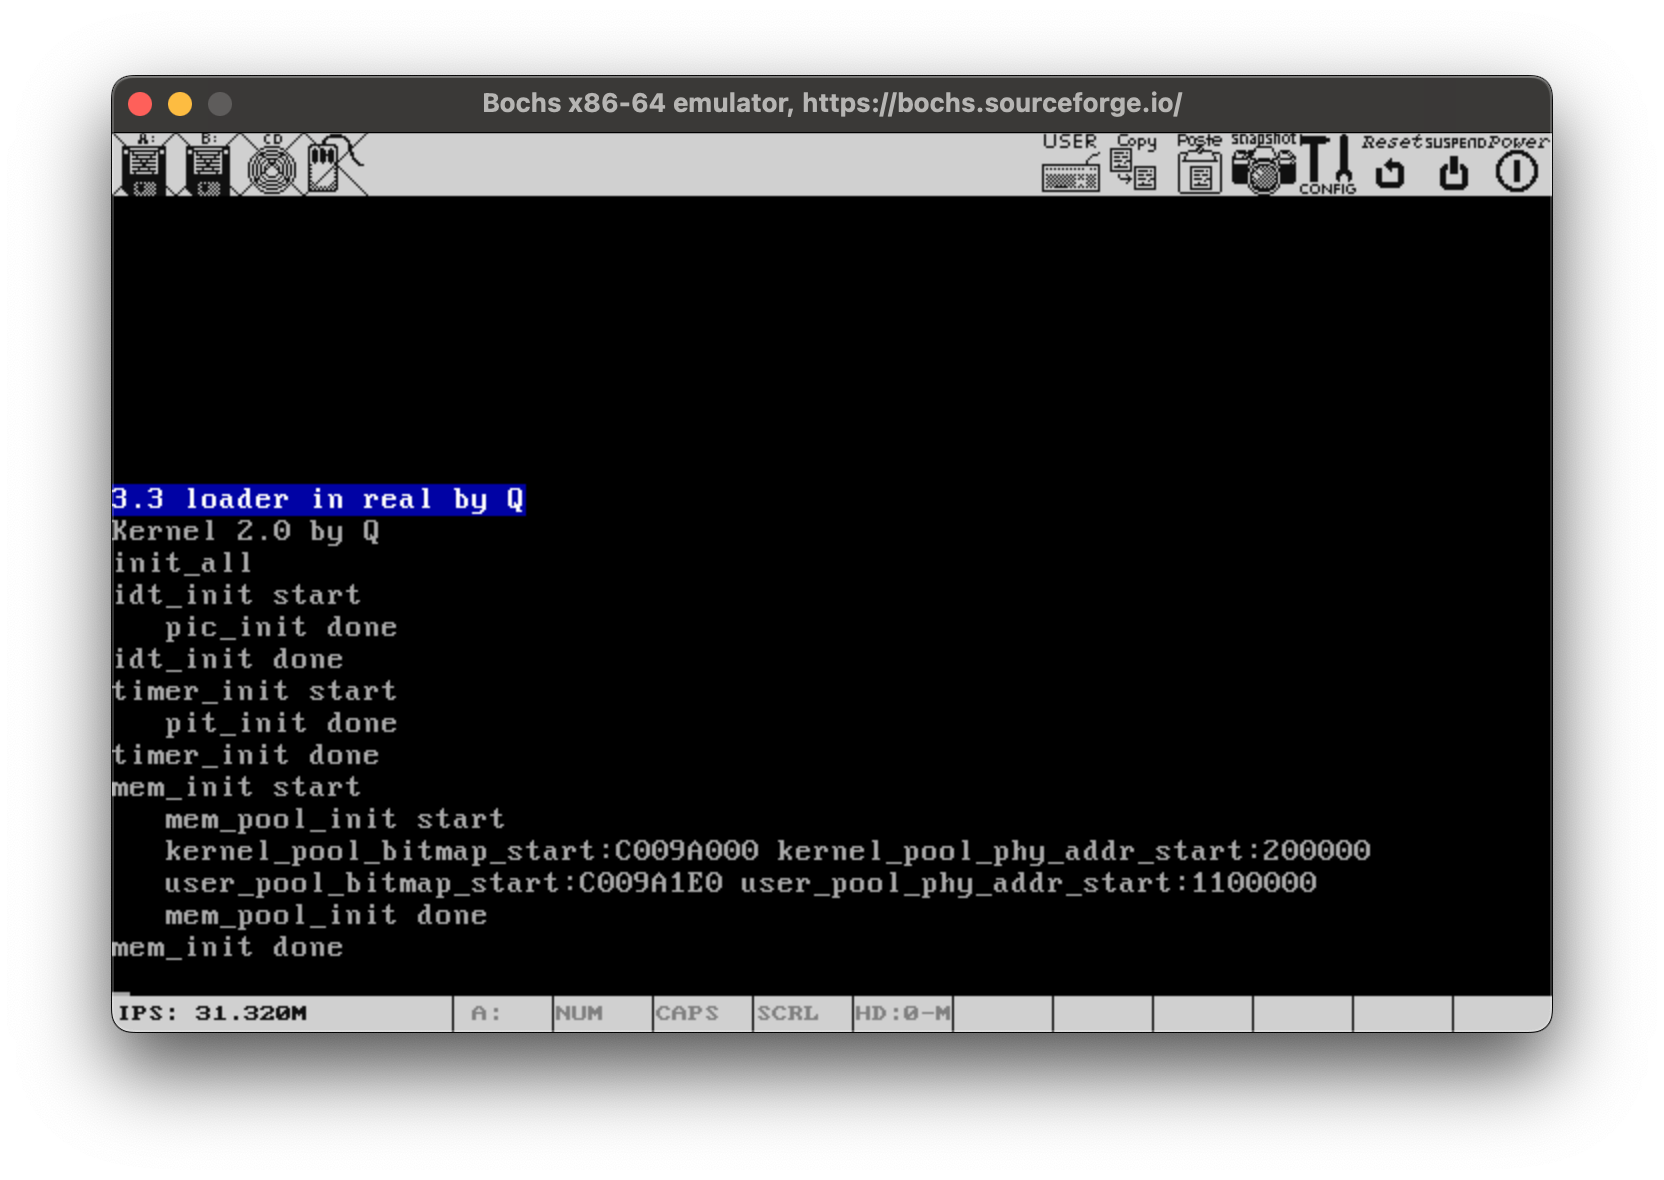 Bochs x86-64 emulator, https://bochs.sourceforge.io/
A: B: CD USER Copy Paste snapshot CONFIG Reset SUSPEND Power
3.3 loader in real by Q
Kernel 2.0 by Q
init_all
idt_init start
   pic_init done
idt_init done
timer_init start
   pit_init done
timer_init done
mem_init start
   mem_pool_init start
   kernel_pool_bitmap_start:C009A000 kernel_pool_phy_addr_start:200000
   user_pool_bitmap_start:C009A1E0 user_pool_phy_addr_start:1100000
   mem_pool_init done
mem_init done
IPS: 31.320M A: NUM CAPS SCRL HD:0-M